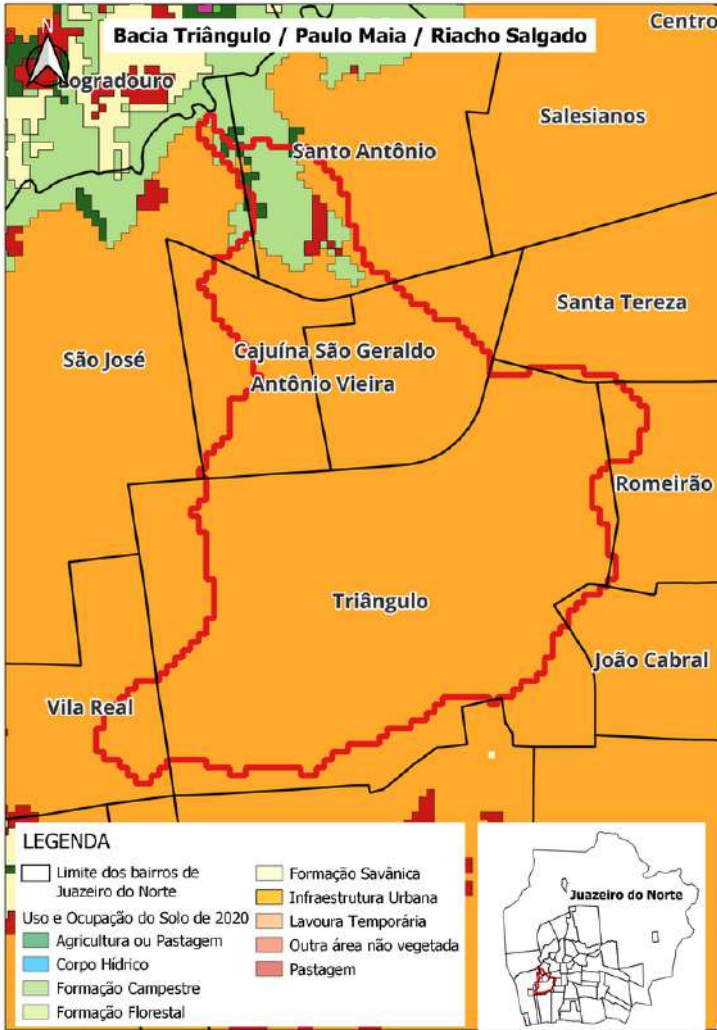 Bacia Triângulo / Paulo Maia / Riacho Salgado
N
Centro
Logradouro
Salesianos
Santo Antônio
Santa Tereza
São José
Cajuína São Geraldo
Antônio Vieira
Romeirão
Triângulo
João Cabral
Vila Real
LEGENDA
Limite dos bairros de
Juazeiro do Norte
Uso e Ocupação do Solo de 2020
Agricultura ou Pastagem
Corpo Hídrico
Formação Campestre
Formação Florestal
Formação Savânica
Infraestrutura Urbana
Lavoura Temporária
Outra área não vegetada
Pastagem
Juazeiro do Norte